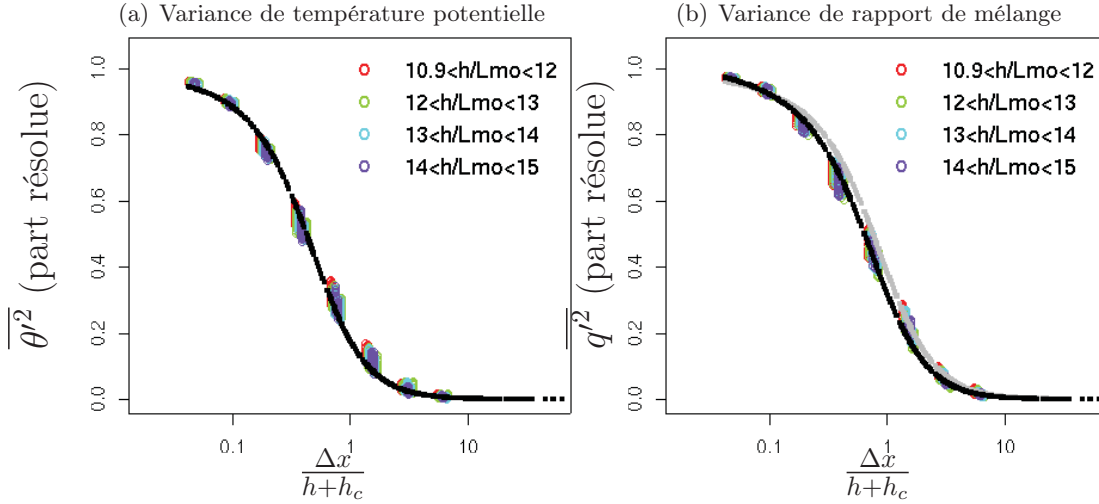 (a) Variance de température potentielle
θ′² (part résolue)
1.0
0.8
0.6
0.4
0.2
0.0
10.9<h/Lmo<12
12<h/Lmo<13
13<h/Lmo<14
14<h/Lmo<15
0.1 1 10
Δx
h+h_c
(b) Variance de rapport de mélange
q′² (part résolue)
1.0
0.8
0.6
0.4
0.2
0.0
10.9<h/Lmo<12
12<h/Lmo<13
13<h/Lmo<14
14<h/Lmo<15
0.1 1 10
Δx
h+h_c